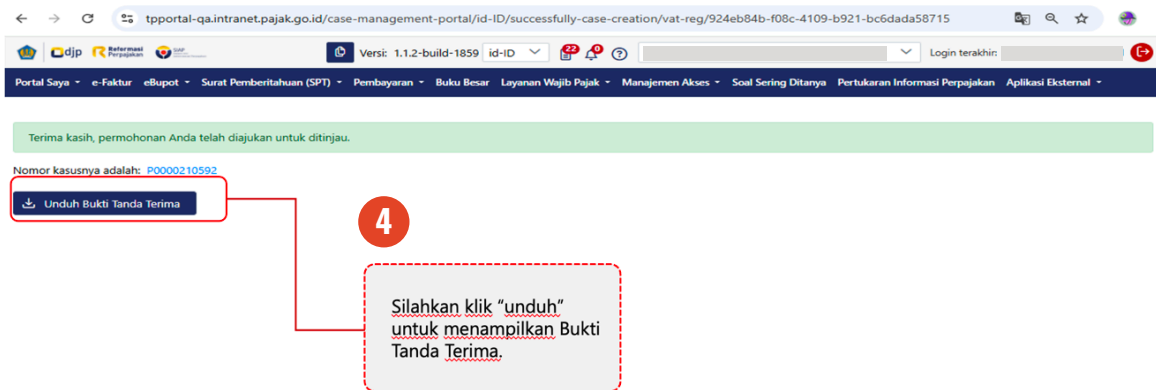 tpportal-qa.intranet.pajak.go.id/case-management-portal/id-ID/successfully-case-creation/vat-reg/924eb84b-f08c-4109-b921-bc6dada58715
djp Reformasi Perpajakan Versi: 1.1.2-build-1859 id-ID 22 9 Login terakhir:
Portal Saya e-Faktur eBupot Surat Pemberitahuan (SPT) Pembayaran Buku Besar Layanan Wajib Pajak Manajemen Akses Soal Sering Ditanya Pertukaran Informasi Perpajakan Aplikasi Eksternal
Terima kasih, permohonan Anda telah diajukan untuk ditinjau.
Nomor kasusnya adalah: P0000210592
Unduh Bukti Tanda Terima
4
Silahkan klik “unduh”
untuk menampilkan Bukti
Tanda Terima.